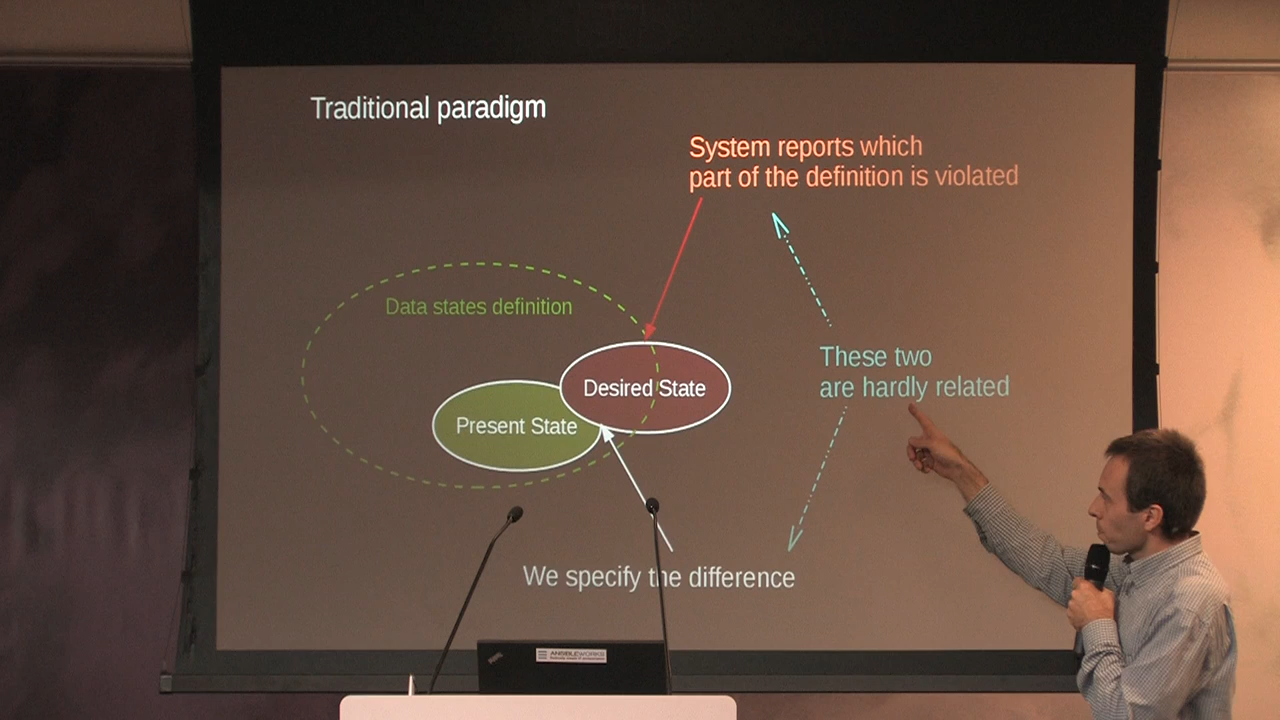 Traditional paradigm
System reports which
part of the definition is violated
Data states definition
Desired State
Present State
These two
are hardly related
We specify the difference
ANSIBLEWORKS